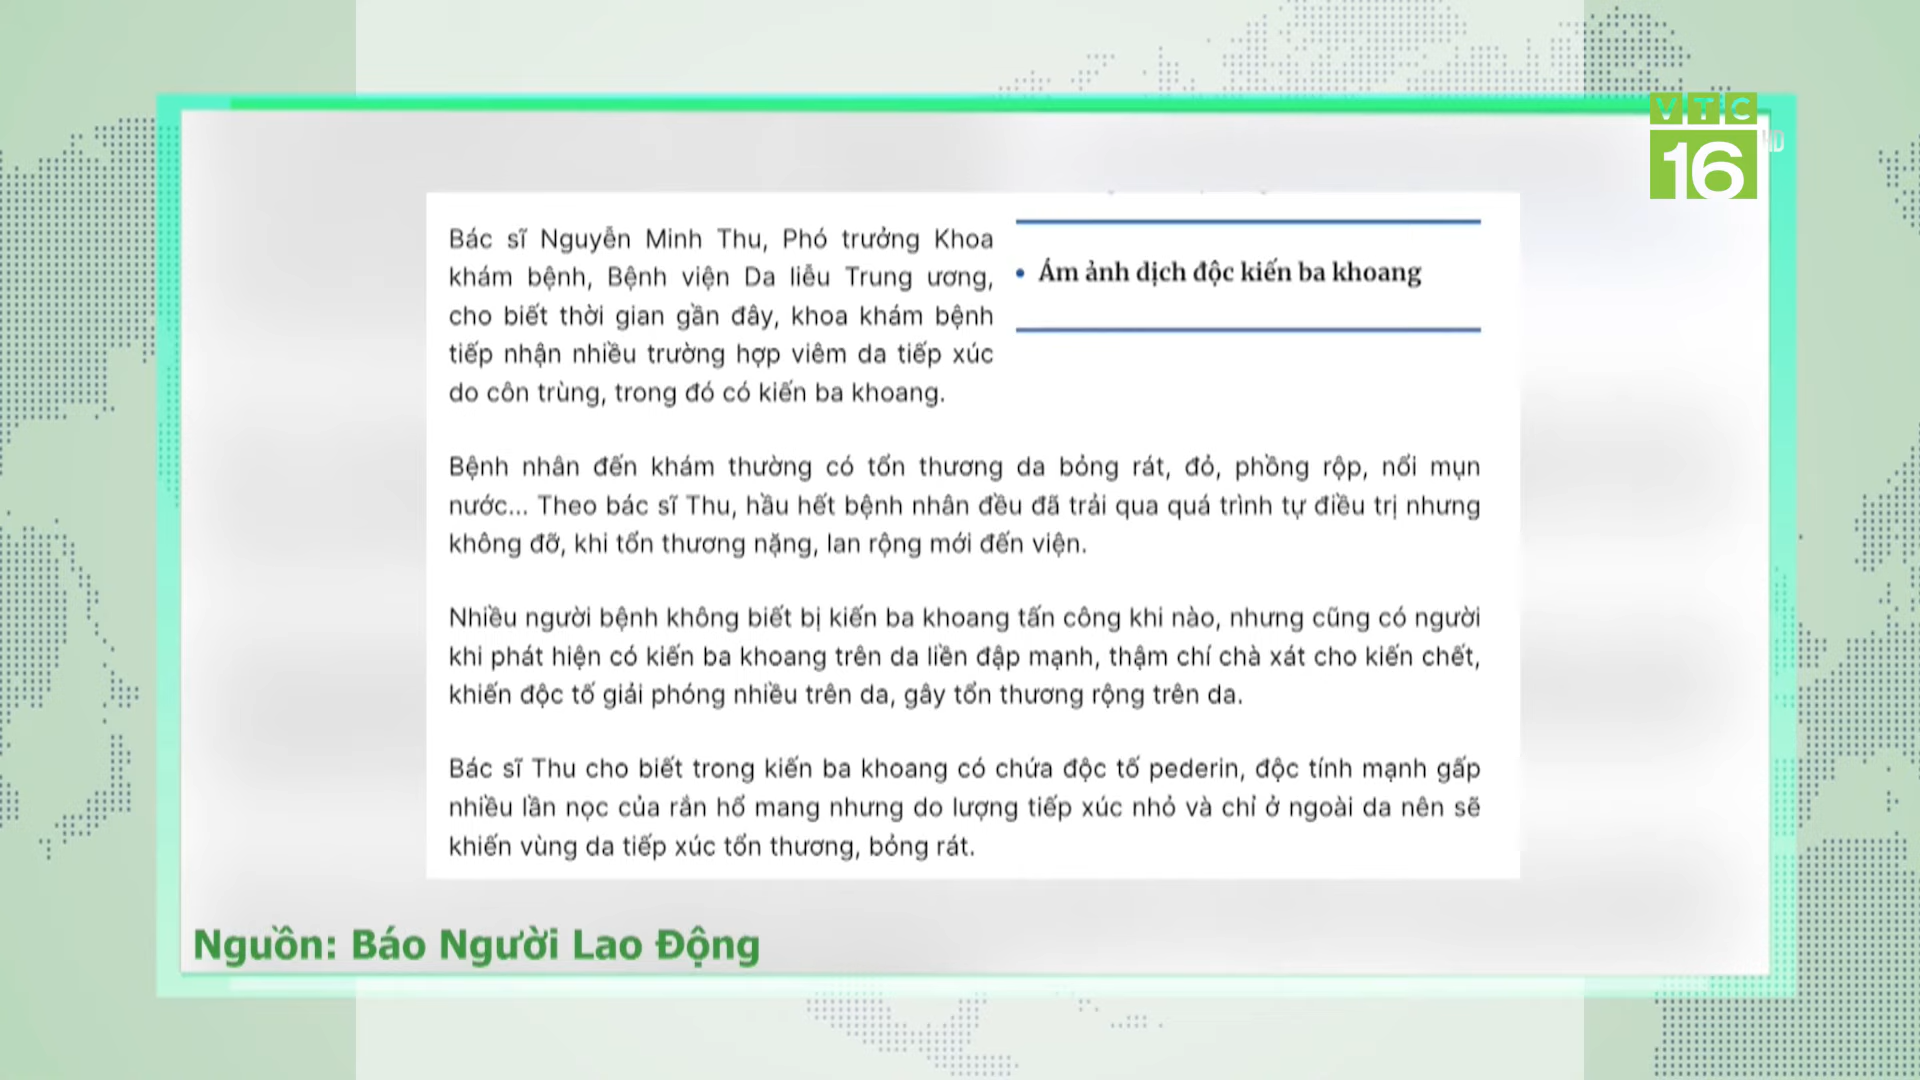 VTC
16
HD
Bác sĩ Nguyễn Minh Thu, Phó trưởng Khoa
khám bệnh, Bệnh viện Da liễu Trung ương,
cho biết thời gian gần đây, khoa khám bệnh
tiếp nhận nhiều trường hợp viêm da tiếp xúc
do côn trùng, trong đó có kiến ba khoang.
• Ám ảnh dịch độc kiến ba khoang
Bệnh nhân đến khám thường có tổn thương da bỏng rát, đỏ, phồng rộp, nổi mụn
nước... Theo bác sĩ Thu, hầu hết bệnh nhân đều đã trải qua quá trình tự điều trị nhưng
không đỡ, khi tổn thương nặng, lan rộng mới đến viện.
Nhiều người bệnh không biết bị kiến ba khoang tấn công khi nào, nhưng cũng có người
khi phát hiện có kiến ba khoang trên da liền đập mạnh, thậm chí chà xát cho kiến chết,
khiến độc tố giải phóng nhiều trên da, gây tổn thương rộng trên da.
Bác sĩ Thu cho biết trong kiến ba khoang có chứa độc tố pederin, độc tính mạnh gấp
nhiều lần nọc của rắn hổ mang nhưng do lượng tiếp xúc nhỏ và chỉ ở ngoài da nên sẽ
khiến vùng da tiếp xúc tổn thương, bỏng rát.
Nguồn: Báo Người Lao Động